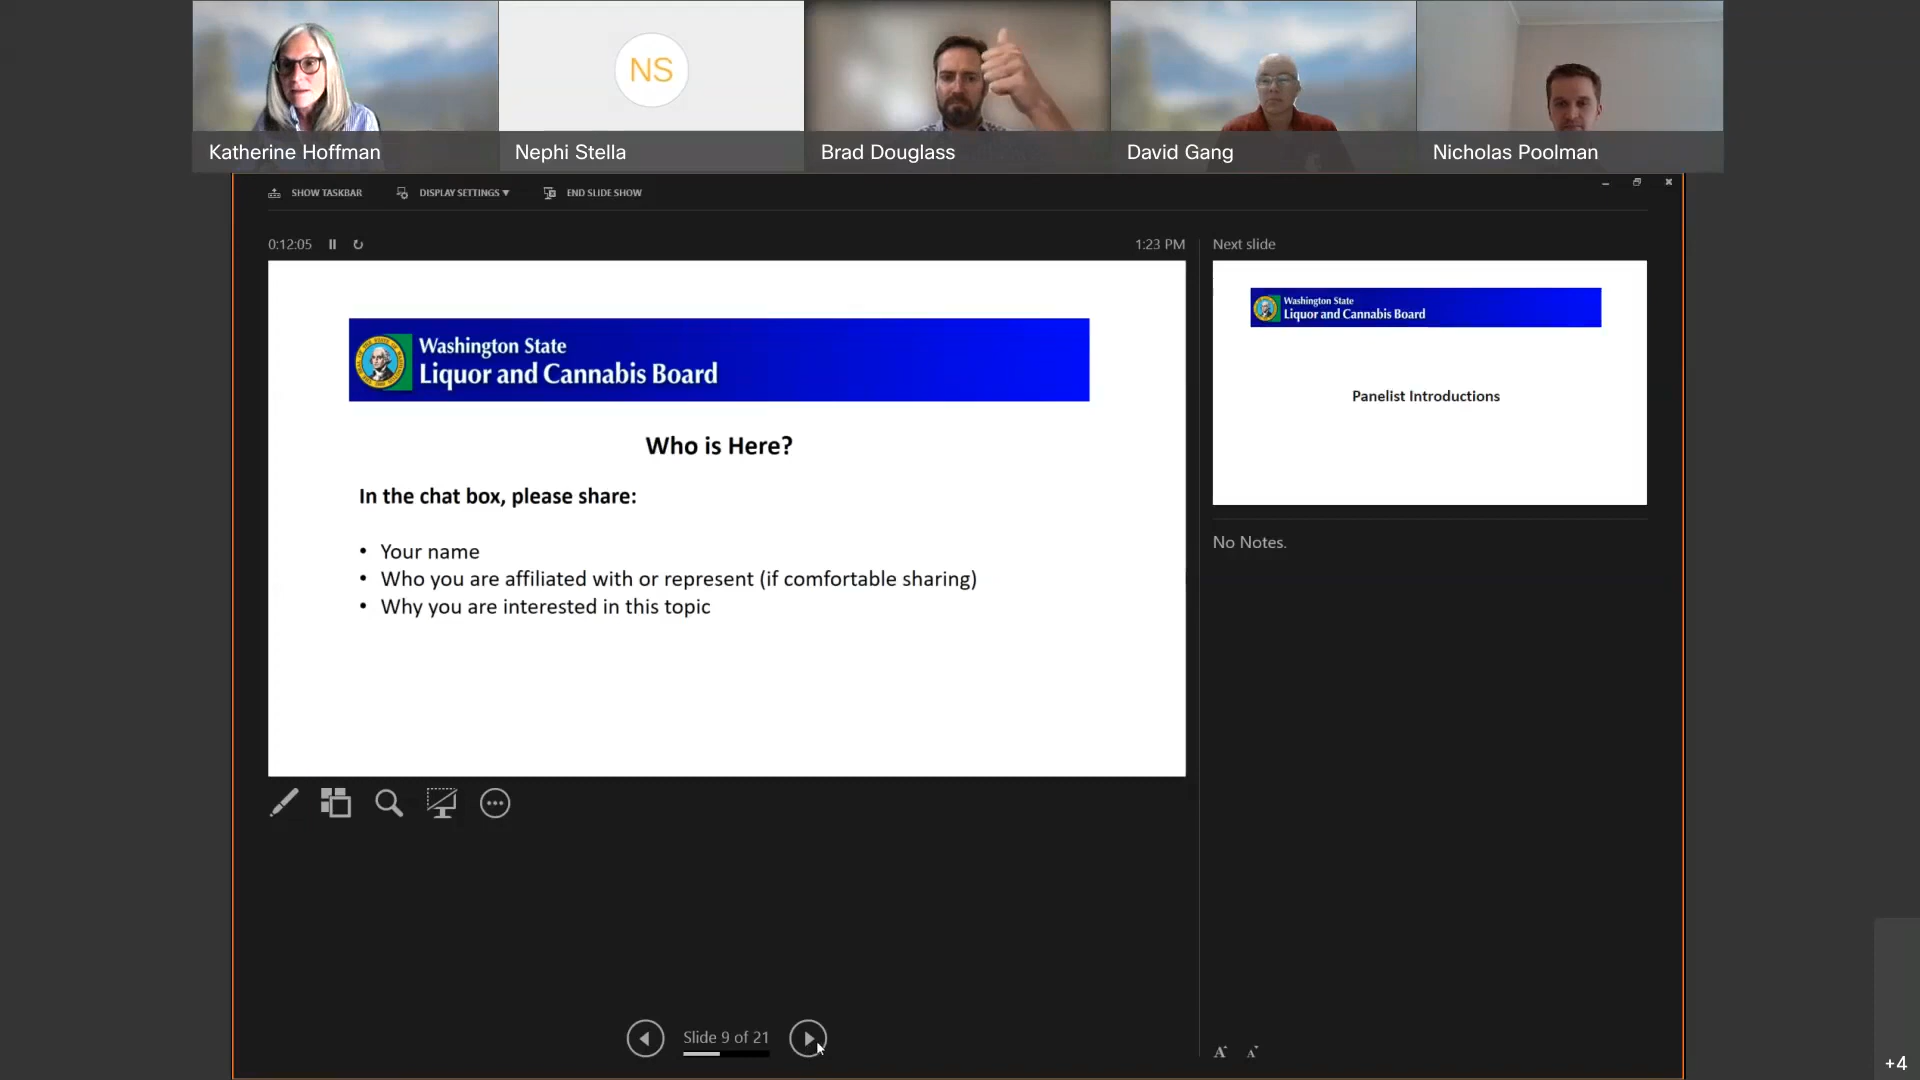 NS
Katherine Hoffman
Nephi Stella
Brad Douglass
David Gang
Nicholas Poolman
SHOW TASKBAR
DISPLAY SETTINGS ▾
END SLIDE SHOW
0:12:05
1:23 PM
Washington State
Liquor and Cannabis Board
Who is Here?
In the chat box, please share:
• Your name
• Who you are affiliated with or represent (if comfortable sharing)
• Why you are interested in this topic
Slide 9 of 21
Next slide
Washington State
Liquor and Cannabis Board
Panelist Introductions
No Notes.
A A
+4